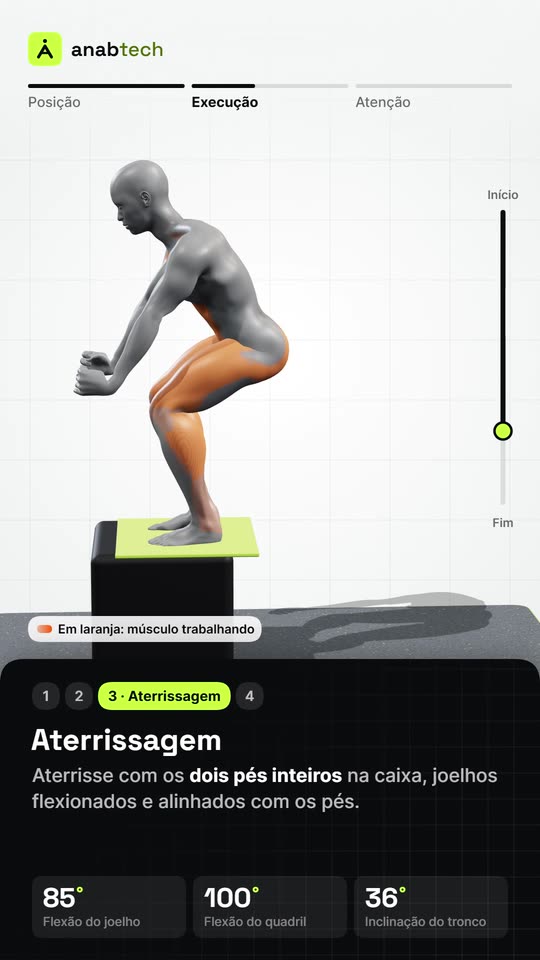 anabtech
Posição
Execução
Atenção
Início
Fim
Em laranja: músculo trabalhando
1
2
3 · Aterrissagem
4
Aterrissagem
Aterrisse com os dois pés inteiros na caixa, joelhos
flexionados e alinhados com os pés.
85°
Flexão do joelho
100°
Flexão do quadril
36°
Inclinação do tronco